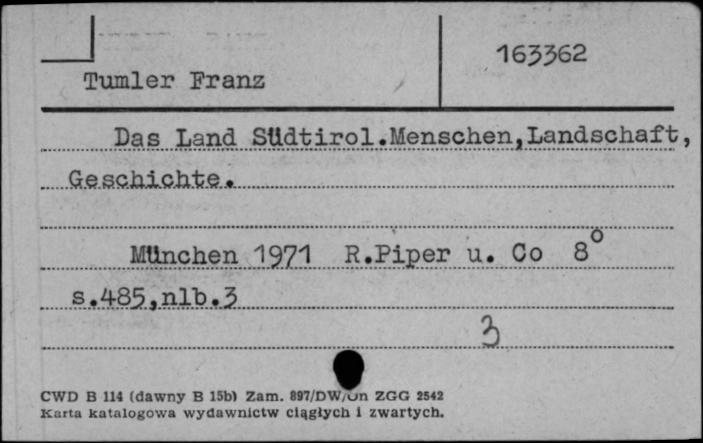 163362
Tumler Franz
Das Land Südtirol.Menschen,Landschaft,
Geschichte.
München 1971 R.Piper u. Co 8°
s.485,nlb.3
3
CWD B 114 (dawny B 15b) Zam. 897/DW/Un ZGG 2542
Karta katalogowa wydawnictw ciągłych i zwartych.